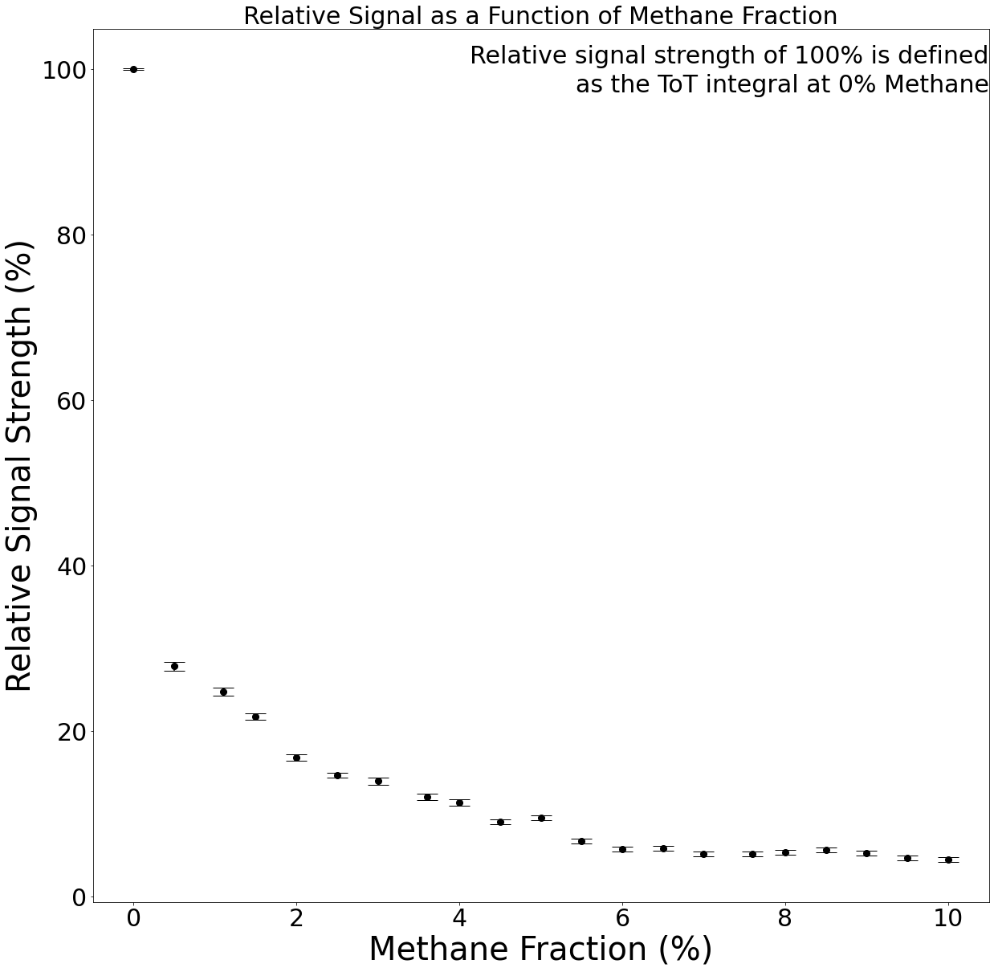 Relative Signal as a Function of Methane Fraction
Relative signal strength of 100% is defined
as the ToT integral at 0% Methane
Relative Signal Strength (%)
100
80
60
40
20
0
0 2 4 6 8 10
Methane Fraction (%)